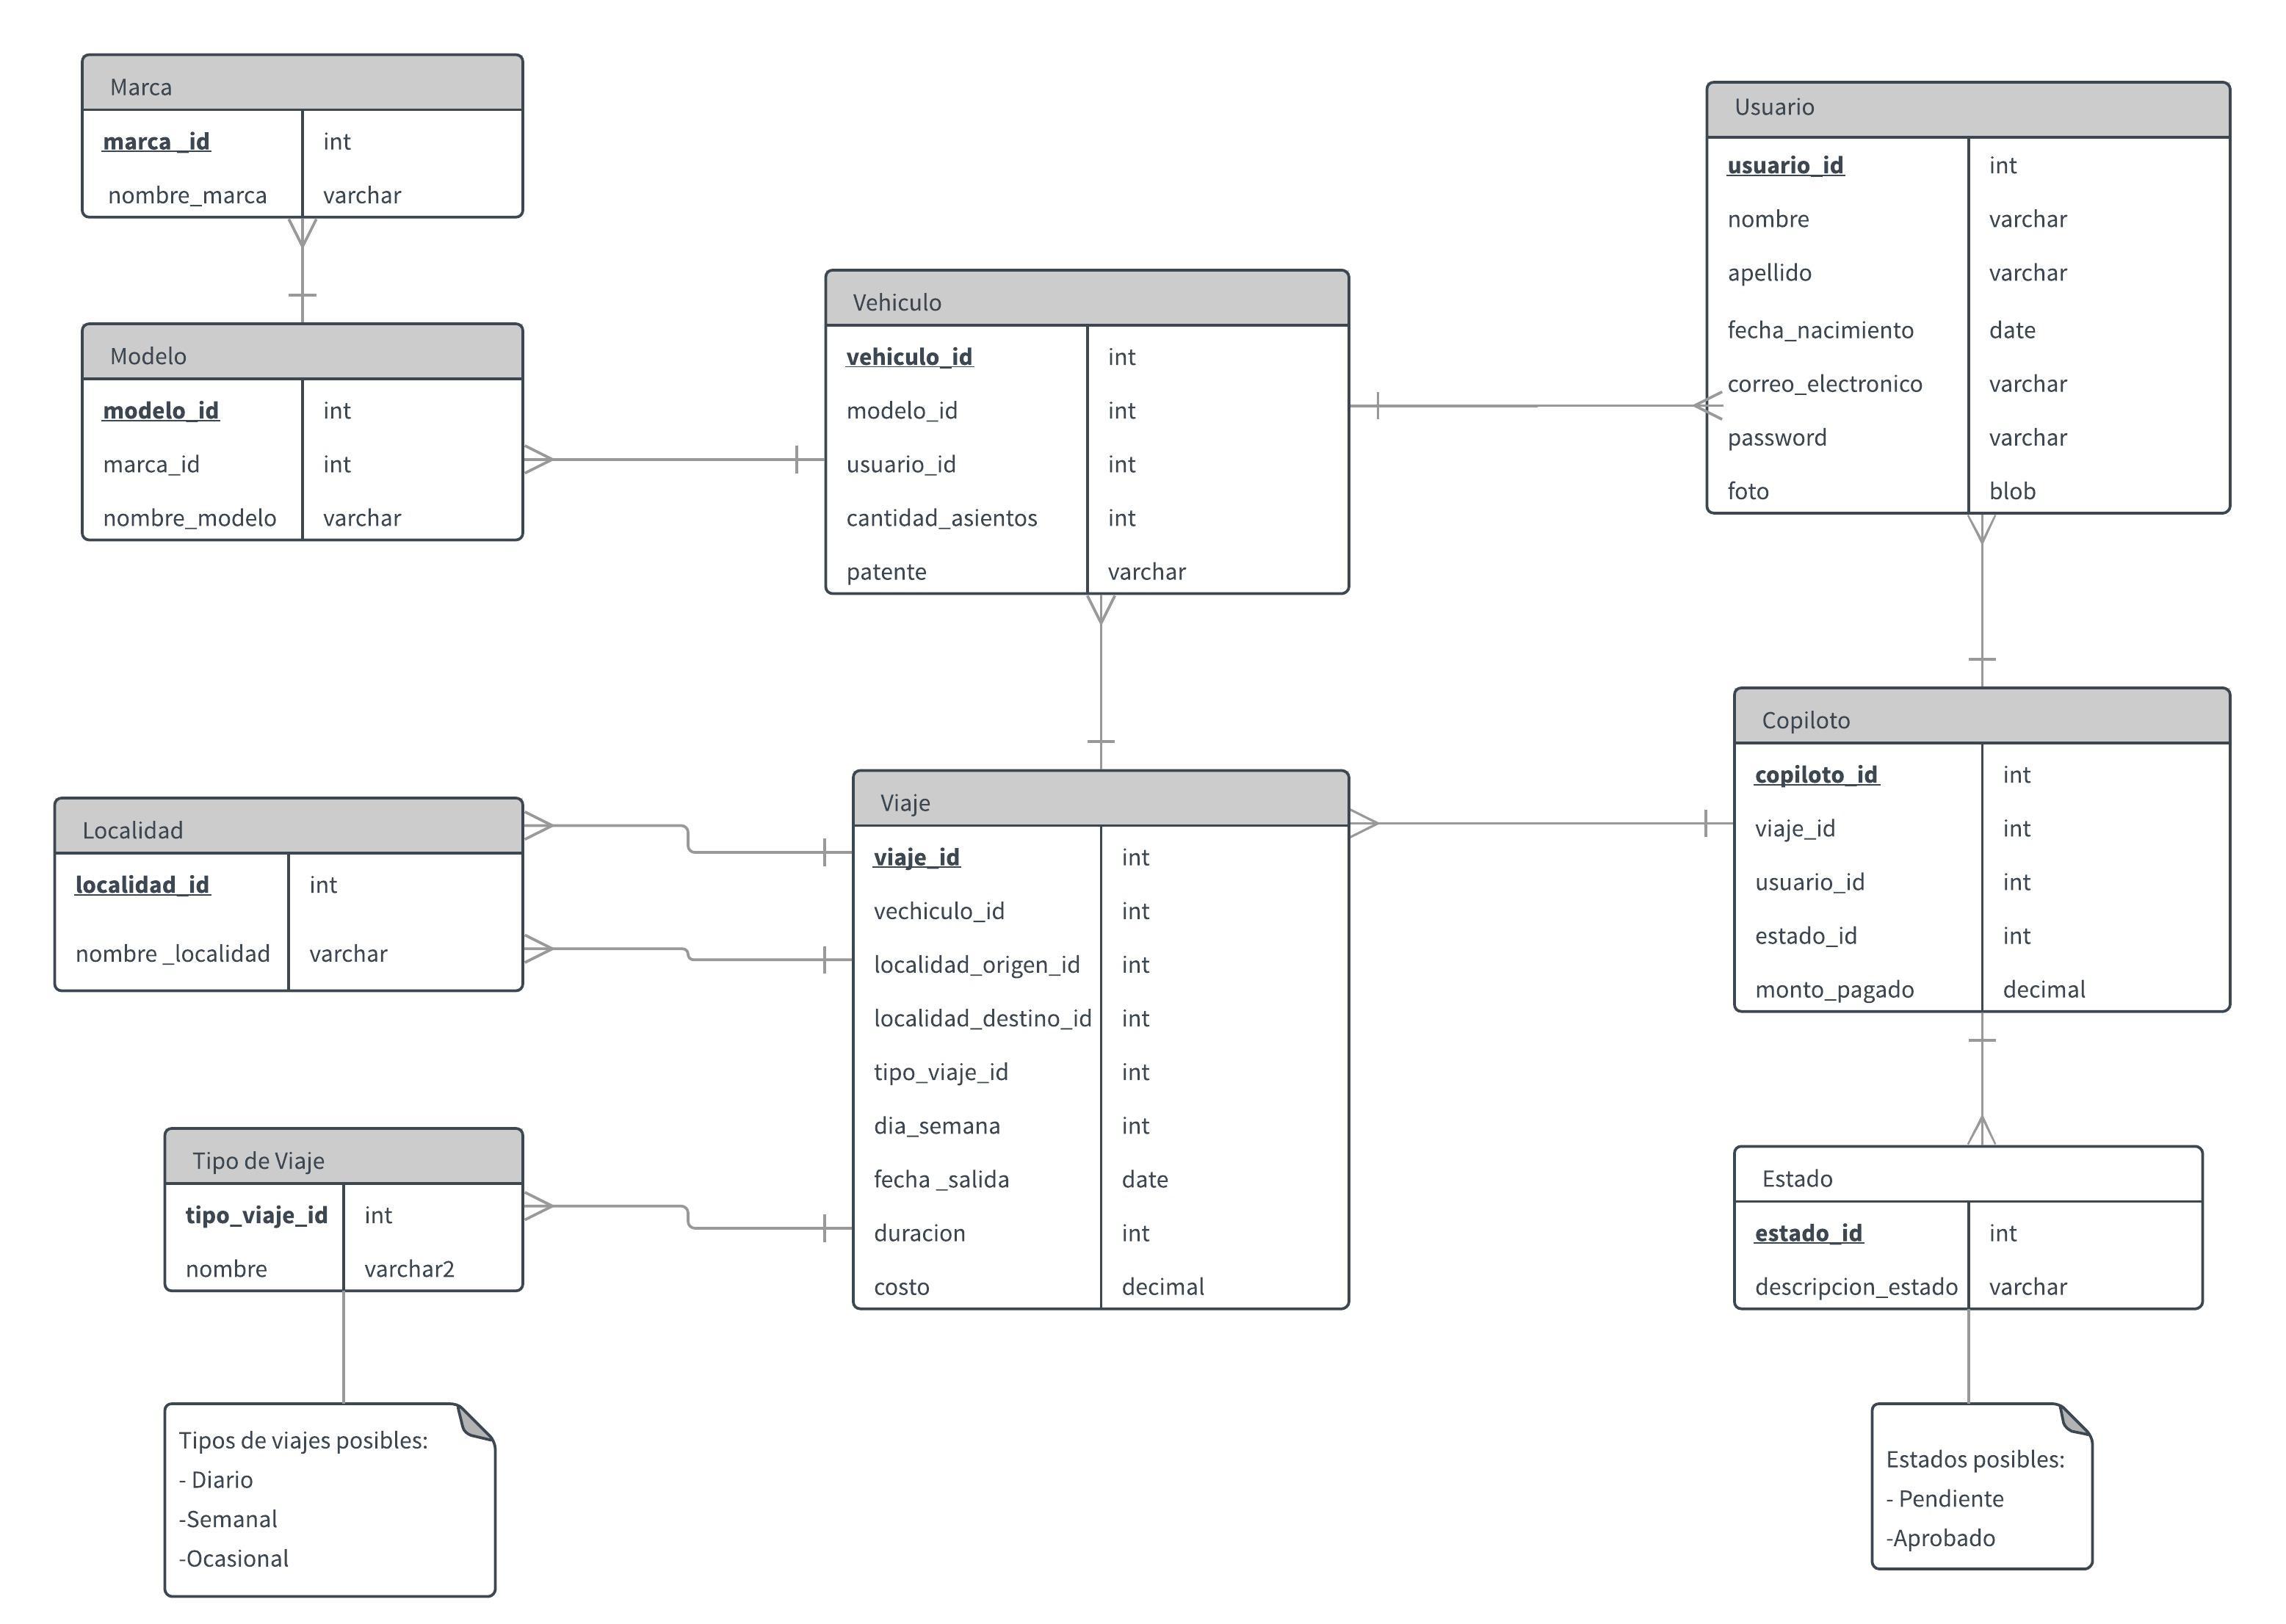 Marca
marca _id int
nombre_marca varchar
Modelo
modelo_id int
marca_id int
nombre_modelo varchar
Vehiculo
vehiculo_id int
modelo_id int
usuario_id int
cantidad_asientos int
patente varchar
Usuario
usuario_id int
nombre varchar
apellido varchar
fecha_nacimiento date
correo_electronico varchar
password varchar
foto blob
Localidad
localidad_id int
nombre _localidad varchar
Viaje
viaje_id int
vechiculo_id int
localidad_origen_id int
localidad_destino_id int
tipo_viaje_id int
dia_semana int
fecha _salida date
duracion int
costo decimal
Copiloto
copiloto_id int
viaje_id int
usuario_id int
estado_id int
monto_pagado decimal
Tipo de Viaje
tipo_viaje_id int
nombre varchar2
Estado
estado_id int
descripcion_estado varchar
Tipos de viajes posibles:
- Diario
-Semanal
-Ocasional
Estados posibles:
- Pendiente
-Aprobado